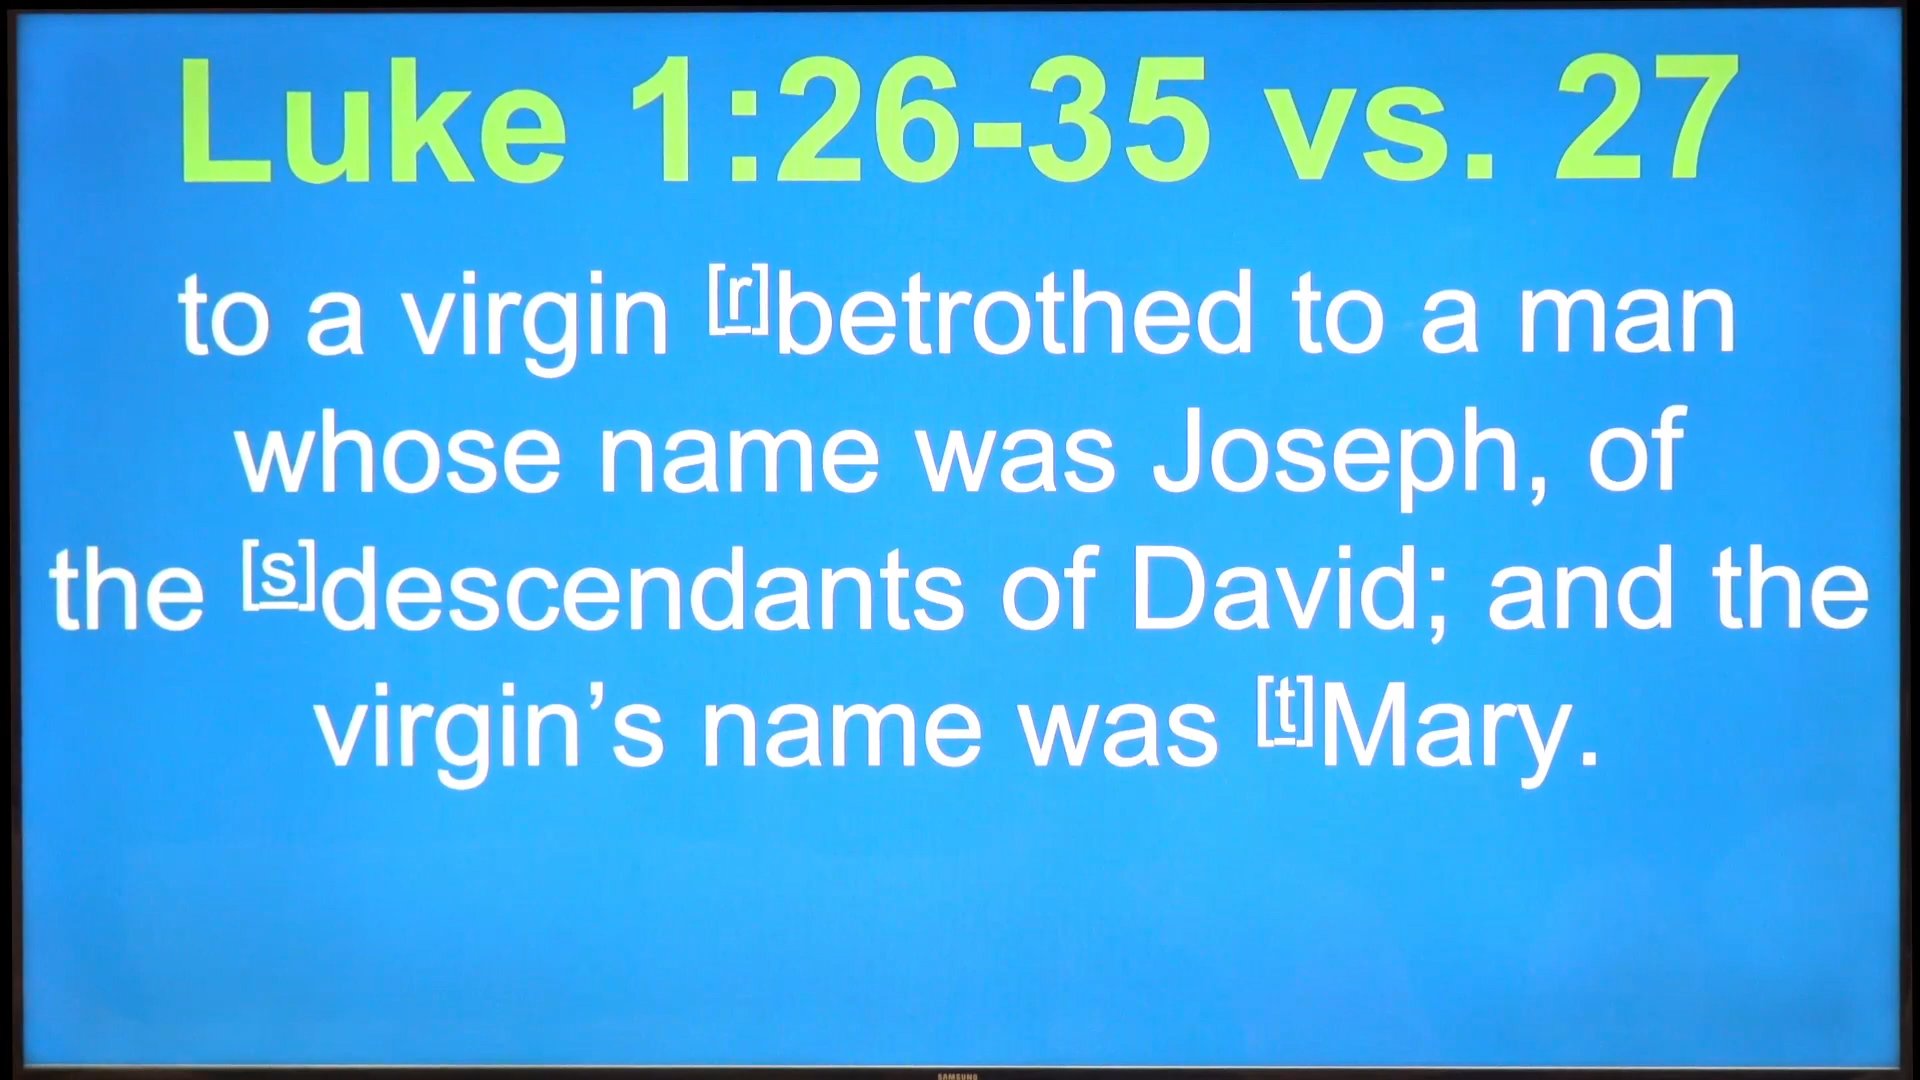 Luke 1:26-35 vs. 27
to a virgin [r]betrothed to a man
whose name was Joseph, of
the [s]descendants of David; and the
virgin’s name was [t]Mary.
SAMSUNG